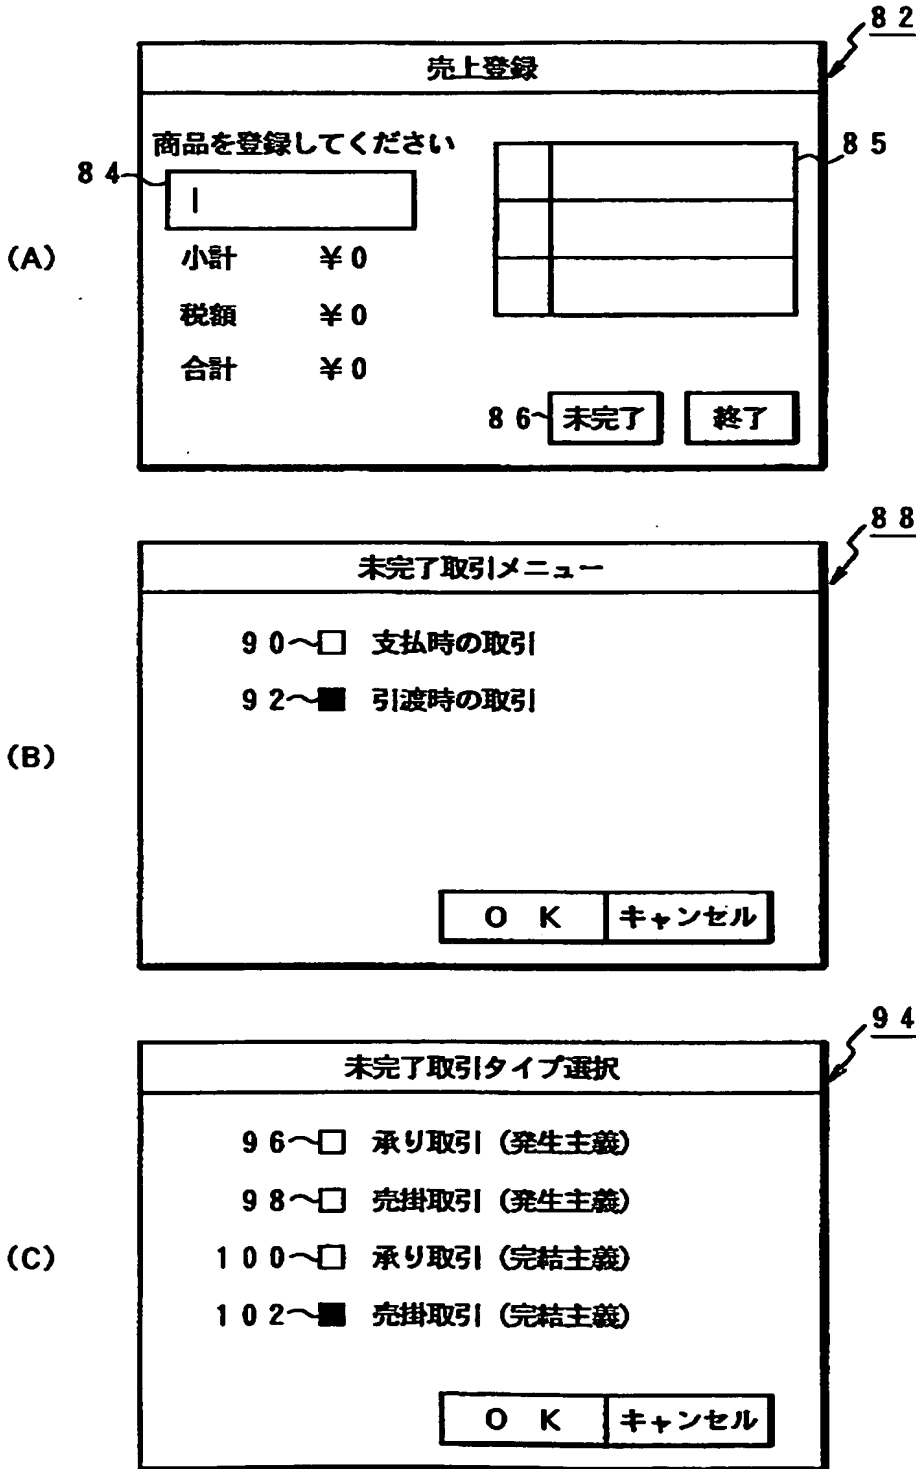 82
売上登録
商品を登録してください
85
84
(A)
小計 ¥0
税額 ¥0
合計 ¥0
86 未完了 終了
88
未完了取引メニュー
90 支払時の取引
92 引渡時の取引
(B)
OK キャンセル
94
未完了取引タイプ選択
96 承り取引(発生主義)
98 売掛取引(発生主義)
(C)
100 承り取引(完結主義)
102 売掛取引(完結主義)
OK キャンセル